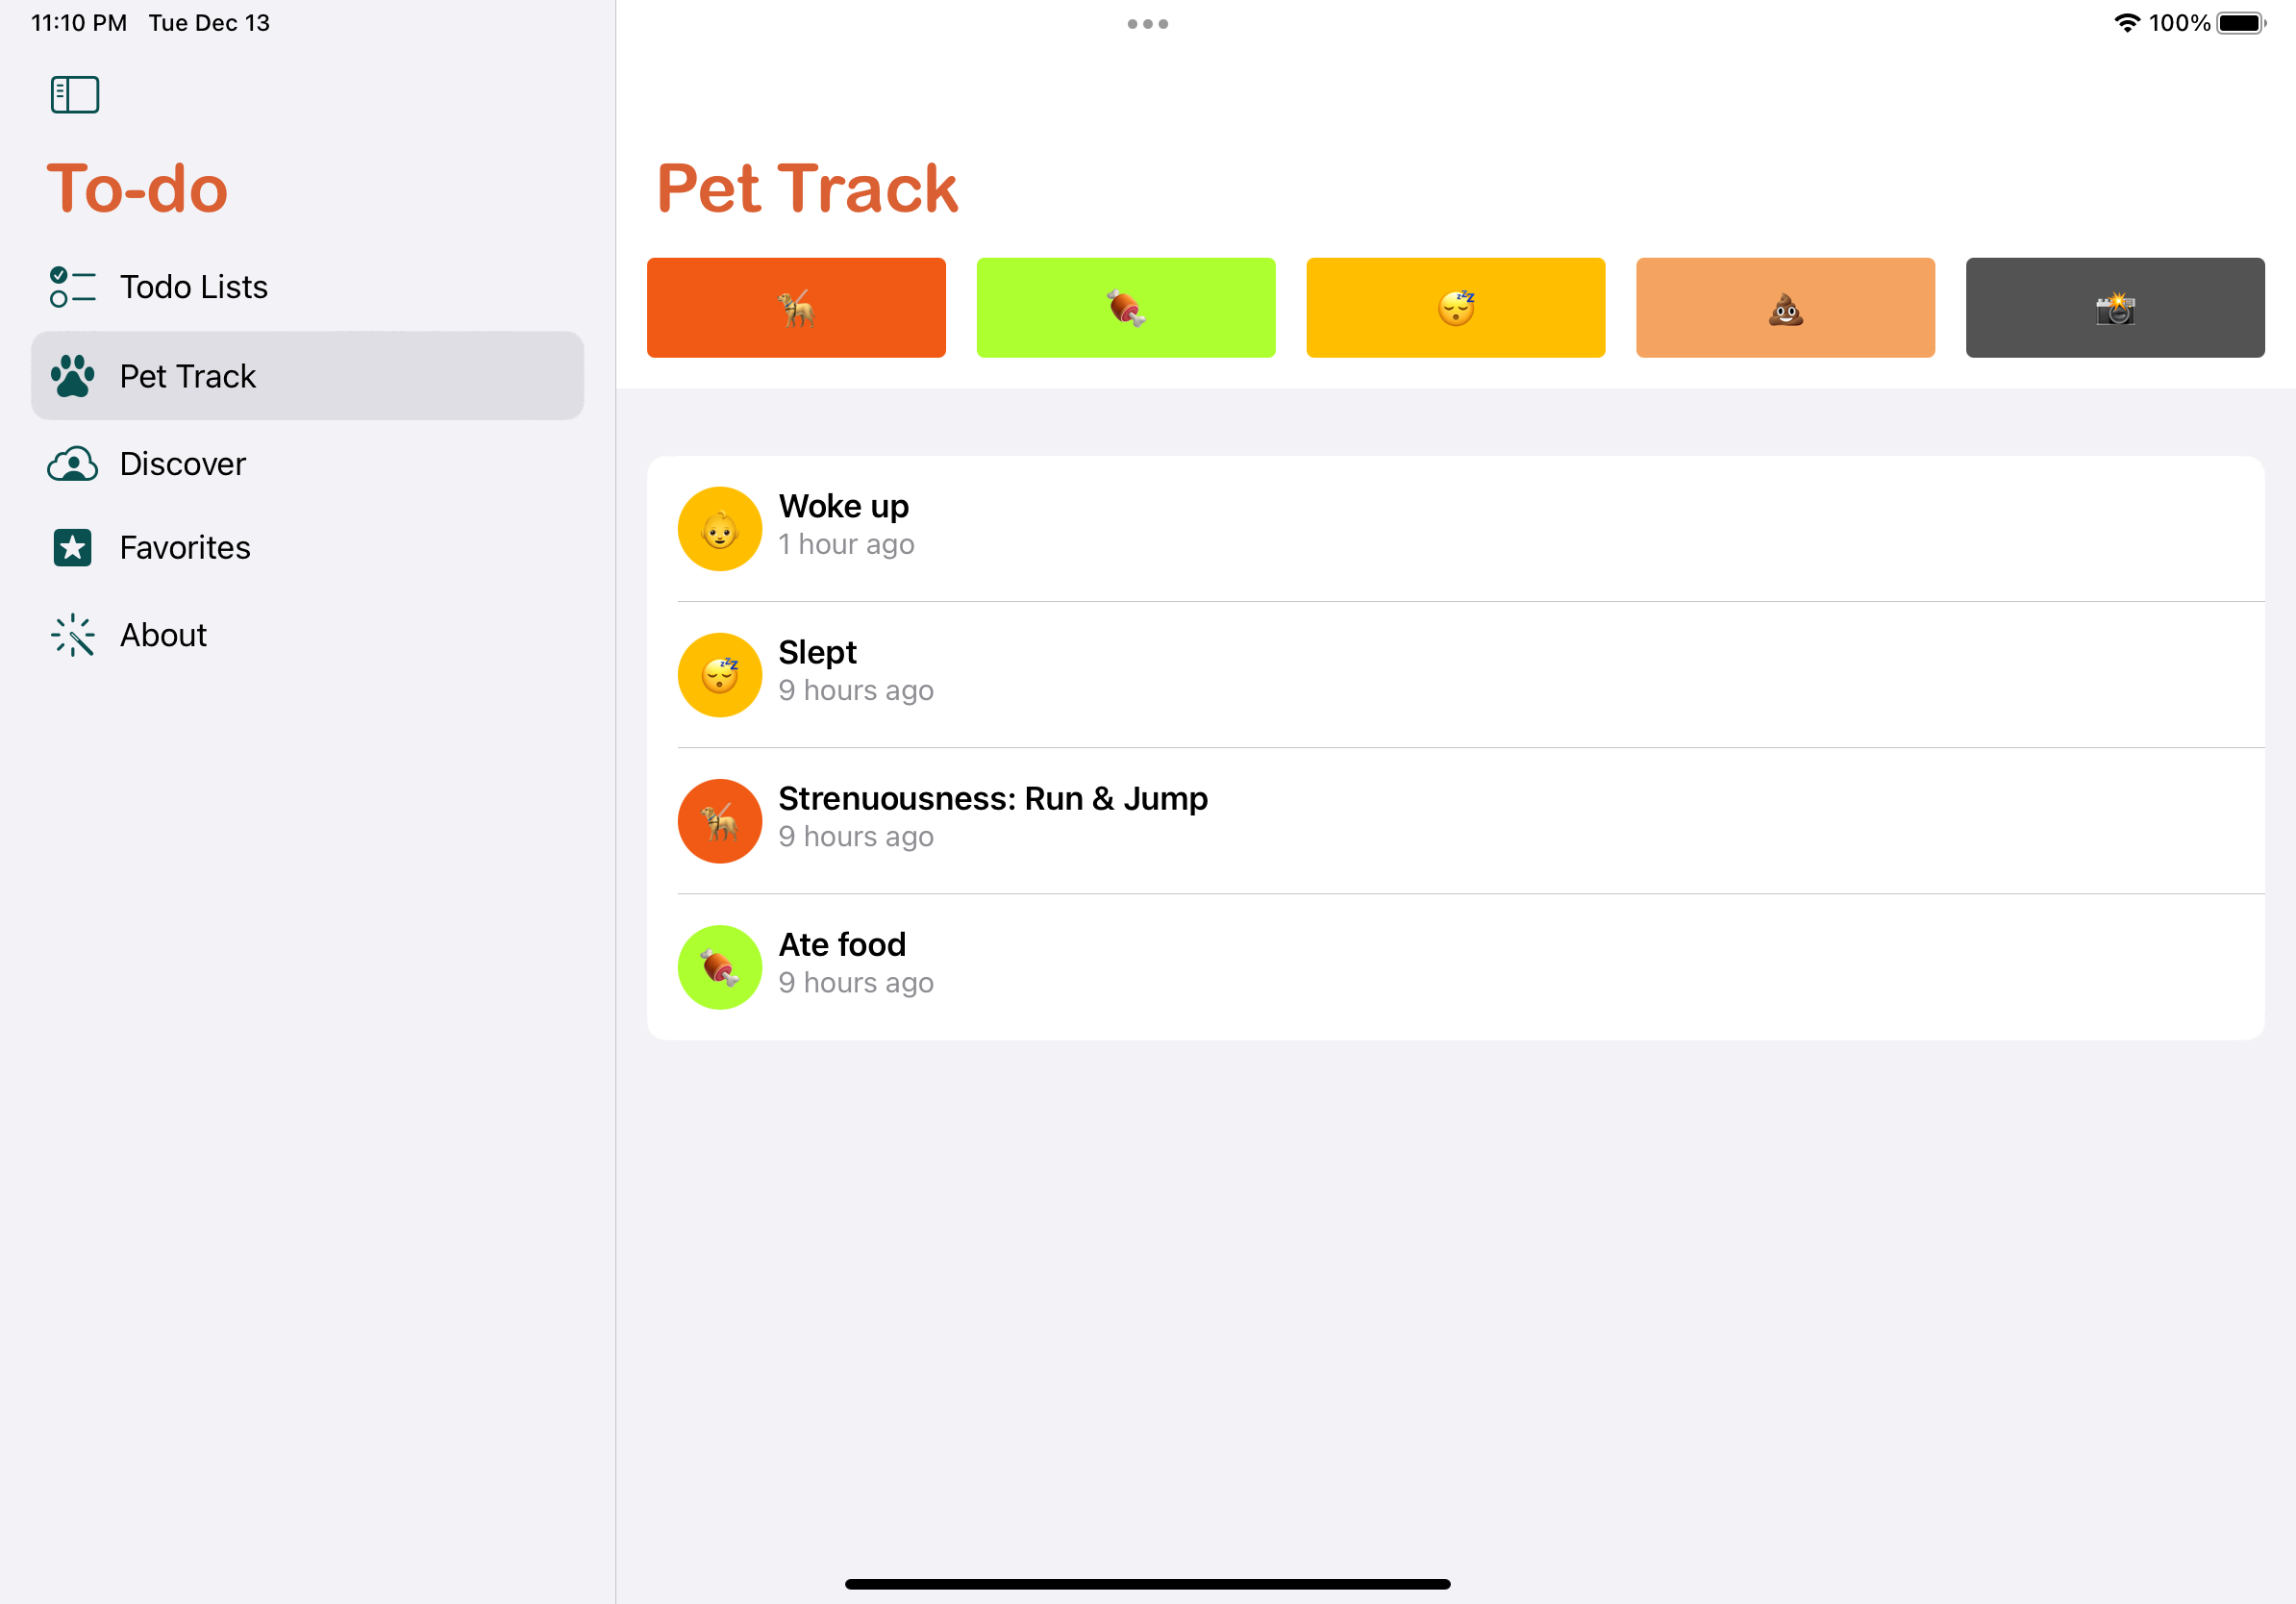 11:10 PM Tue Dec 13
100%
To-do
Todo Lists
Pet Track
Discover
Favorites
About
Pet Track
Woke up
1 hour ago
Slept
9 hours ago
Strenuousness: Run & Jump
9 hours ago
Ate food
9 hours ago